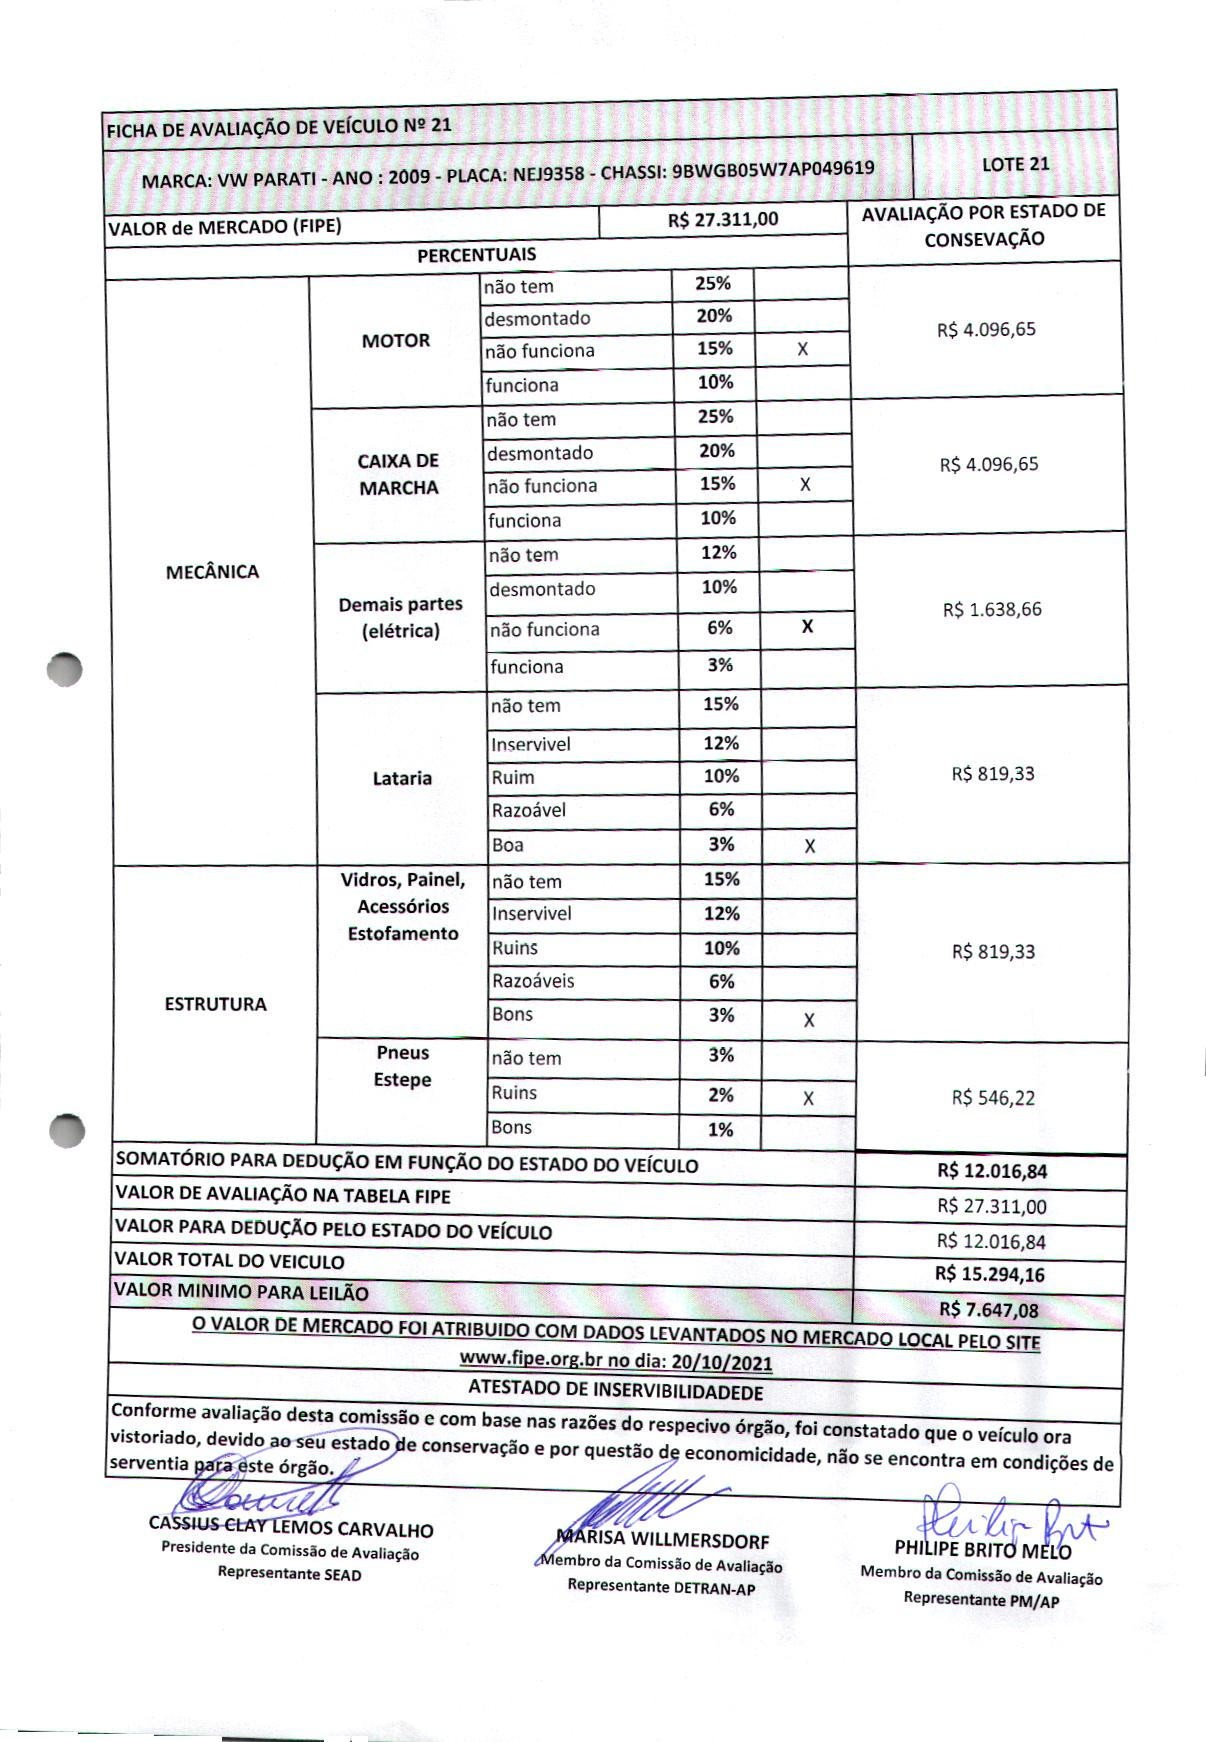 FICHA DE AVALIAÇÃO DE VEÍCULO Nº 21
MARCA: VW PARATI - ANO : 2009 - PLACA: NEJ9358 - CHASSI: 9BWGB05W7AP049619
LOTE 21
VALOR de MERCADO (FIPE)
R$ 27.311,00
AVALIAÇÃO POR ESTADO DE
CONSEVAÇÃO
PERCENTUAIS
MECÂNICA
MOTOR
não tem 25%
desmontado 20%
não funciona 15% X
funciona 10%
R$ 4.096,65
CAIXA DE
MARCHA
não tem 25%
desmontado 20%
não funciona 15% X
funciona 10%
R$ 4.096,65
Demais partes
(elétrica)
não tem 12%
desmontado 10%
não funciona 6% X
funciona 3%
R$ 1.638,66
Lataria
não tem 15%
Inservivel 12%
Ruim 10%
Razoável 6%
Boa 3% X
R$ 819,33
ESTRUTURA
Vidros, Painel,
Acessórios
Estofamento
não tem 15%
Inservivel 12%
Ruins 10%
Razoáveis 6%
Bons 3% X
R$ 819,33
Pneus
Estepe
não tem 3%
Ruins 2% X
Bons 1%
R$ 546,22
SOMATÓRIO PARA DEDUÇÃO EM FUNÇÃO DO ESTADO DO VEÍCULO R$ 12.016,84
VALOR DE AVALIAÇÃO NA TABELA FIPE R$ 27.311,00
VALOR PARA DEDUÇÃO PELO ESTADO DO VEÍCULO R$ 12.016,84
VALOR TOTAL DO VEICULO R$ 15.294,16
VALOR MINIMO PARA LEILÃO R$ 7.647,08
O VALOR DE MERCADO FOI ATRIBUIDO COM DADOS LEVANTADOS NO MERCADO LOCAL PELO SITE
www.fipe.org.br no dia: 20/10/2021
ATESTADO DE INSERVIBILIDADEDE
Conforme avaliação desta comissão e com base nas razões do respecivo órgão, foi constatado que o veículo ora
vistoriado, devido ao seu estado de conservação e por questão de economicidade, não se encontra em condições de
serventia para este órgão.
Philipe Brito
CASSIUS CLAY LEMOS CARVALHO
Presidente da Comissão de Avaliação
Representante SEAD
MARISA WILLMERSDORF
Membro da Comissão de Avaliação
Representante DETRAN-AP
PHILIPE BRITO MELO
Membro da Comissão de Avaliação
Representante PM/AP